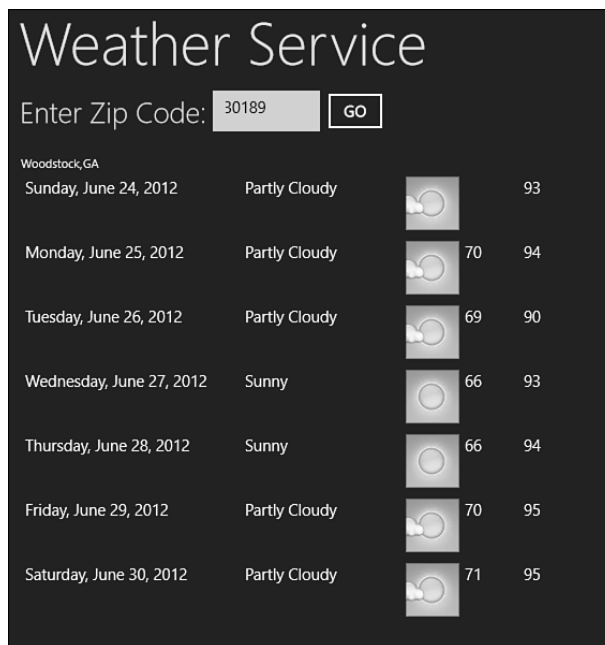 Weather Service
Enter Zip Code: 30189 GO
Woodstock,GA
Sunday, June 24, 2012 Partly Cloudy 93
Monday, June 25, 2012 Partly Cloudy 70 94
Tuesday, June 26, 2012 Partly Cloudy 69 90
Wednesday, June 27, 2012 Sunny 66 93
Thursday, June 28, 2012 Sunny 66 94
Friday, June 29, 2012 Partly Cloudy 70 95
Saturday, June 30, 2012 Partly Cloudy 71 95